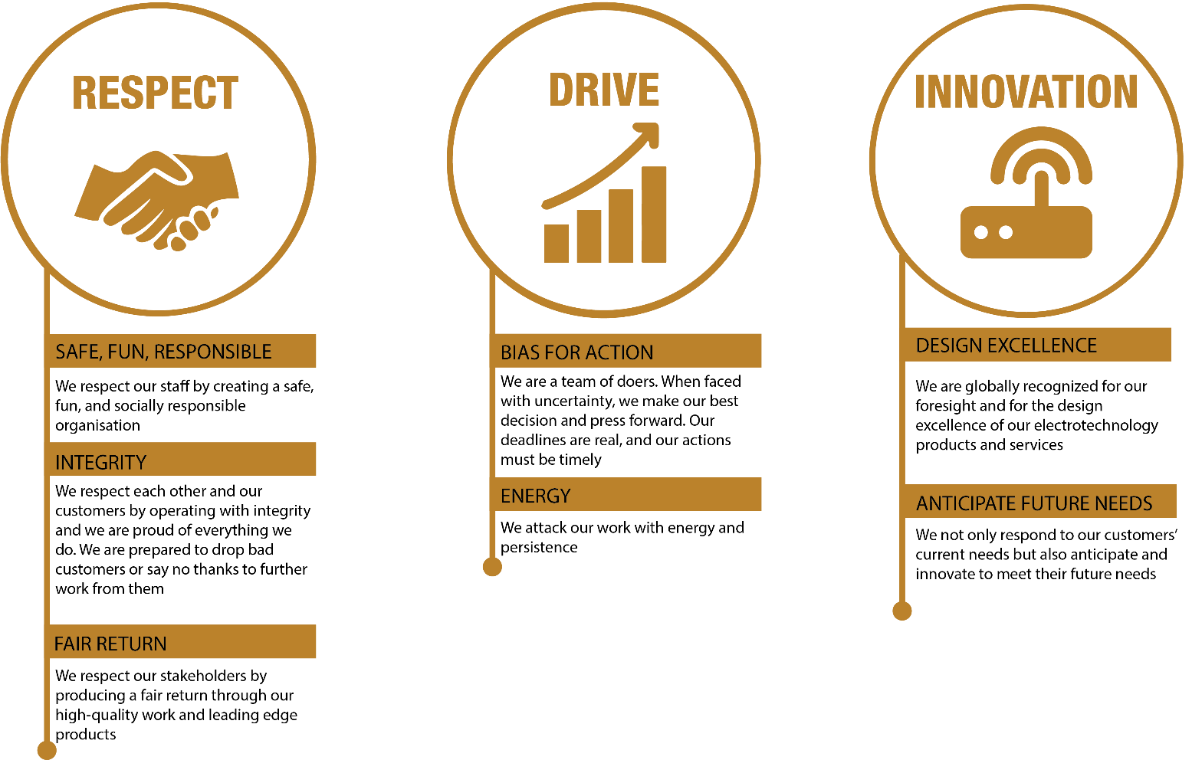 RESPECT
SAFE, FUN, RESPONSIBLE
We respect our staff by creating a safe,
fun, and socially responsible
organisation
INTEGRITY
We respect each other and our
customers by operating with integrity
and we are proud of everything we
do. We are prepared to drop bad
customers or say no thanks to further
work from them
FAIR RETURN
We respect our stakeholders by
producing a fair return through our
high-quality work and leading edge
products
DRIVE
BIAS FOR ACTION
We are a team of doers. When faced
with uncertainty, we make our best
decision and press forward. Our
deadlines are real, and our actions
must be timely
ENERGY
We attack our work with energy and
persistence
INNOVATION
DESIGN EXCELLENCE
We are globally recognized for our
foresight and for the design
excellence of our electrotechnology
products and services
ANTICIPATE FUTURE NEEDS
We not only respond to our customers’
current needs but also anticipate and
innovate to meet their future needs